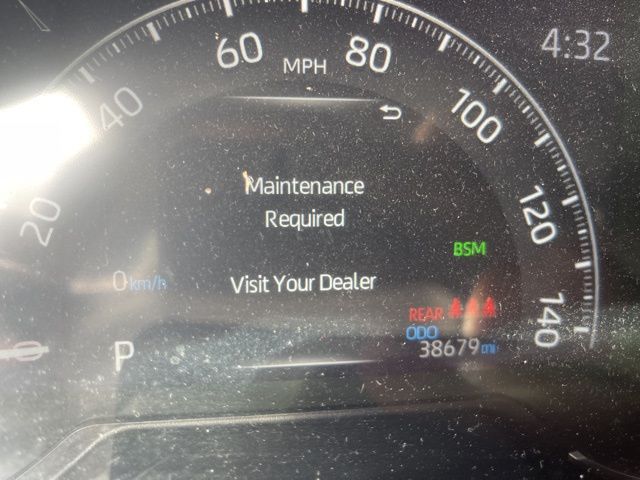 4:32
60
80
MPH
40
100
Maintenance
Required
20
120
BSM
0 km/h
Visit Your Dealer
REAR
140
ODO
0
P
38679 mi